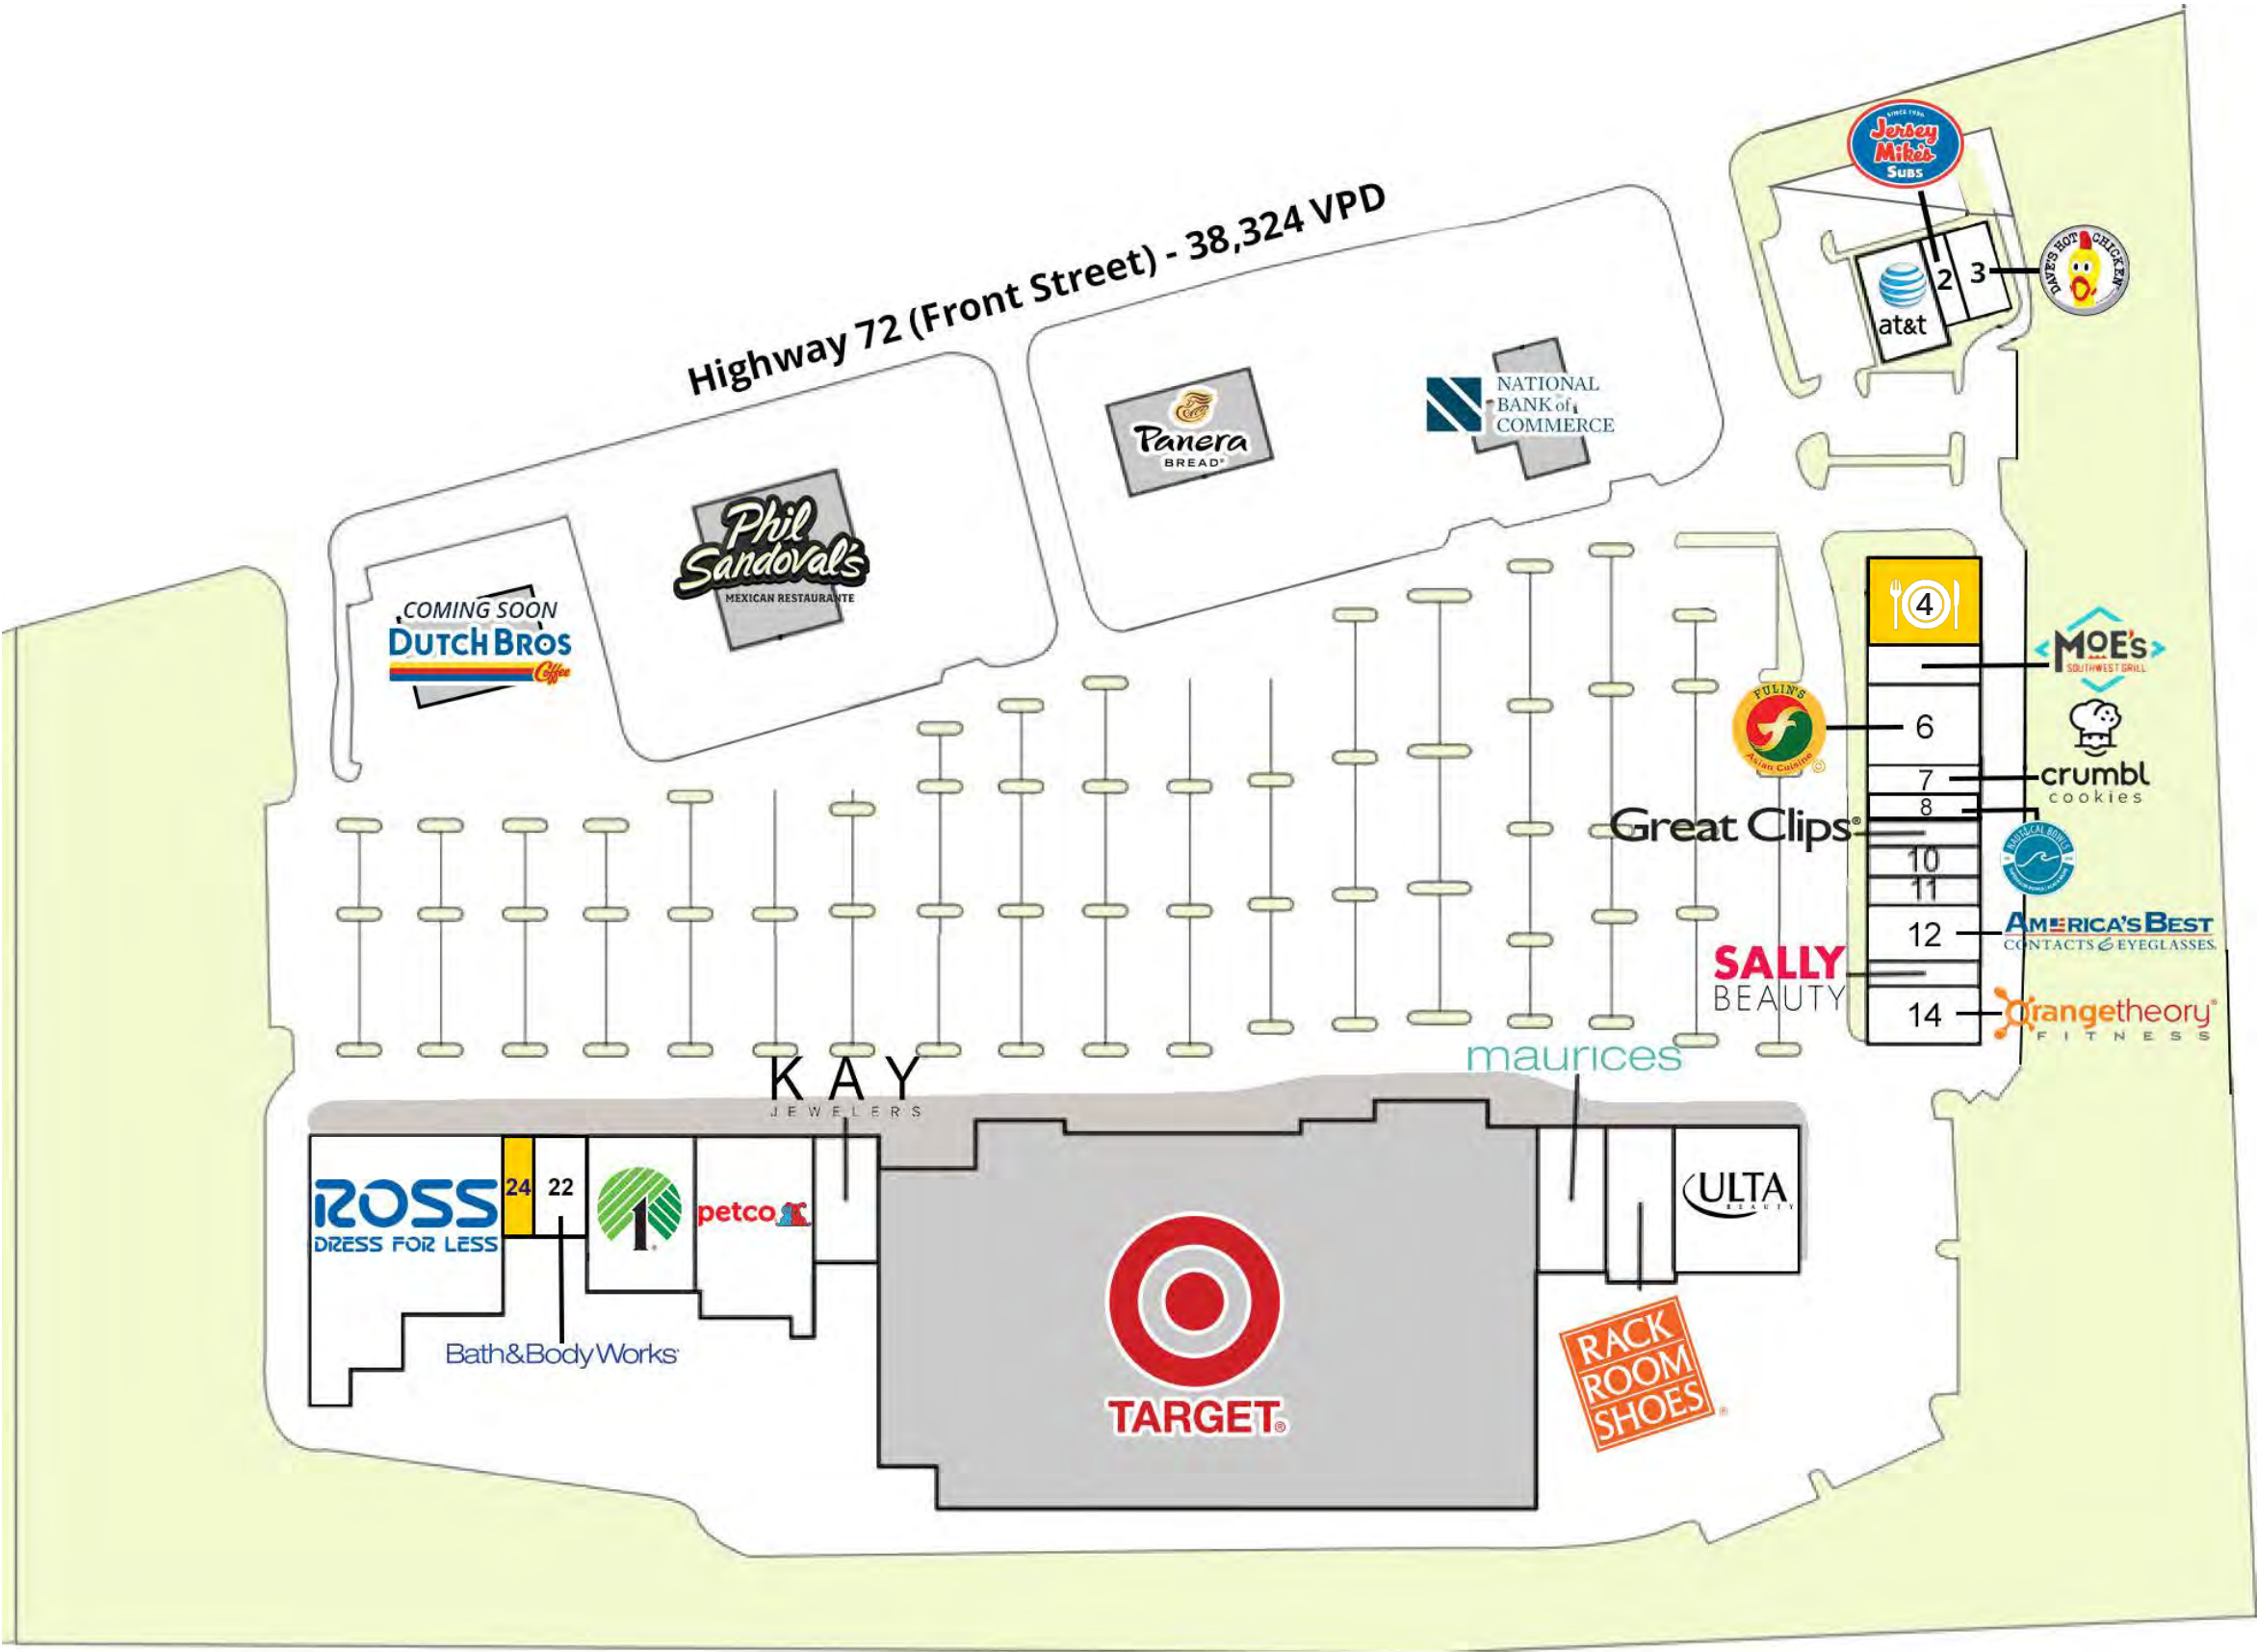 SINCE 1956
Jersey
Mike's
SUBS
Highway 72 (Front Street) - 38,324 VPD
2
3
DAVE'S HOT CHICKEN
at&t
Panera
BREAD®
NATIONAL
BANK of
COMMERCE
Phil
Sandoval's
MEXICAN RESTAURANTE
COMING SOON
DUTCH BROS
Coffee
4
MOE's
SOUTHWEST GRILL
FULIN'S
Asian Cuisine
6
7
crumbl
cookies
8
Great Clips®
NAUTICAL BOWLS
10
11
12
AMERICA'S BEST
CONTACTS & EYEGLASSES.
SALLY
BEAUTY
14
Orangetheory®
FITNESS
maurices
KAY
JEWELERS
ROSS
DRESS FOR LESS
24
22
1
petco
ULTA
BEAUTY
Bath&BodyWorks
TARGET®
RACK
ROOM
SHOES®